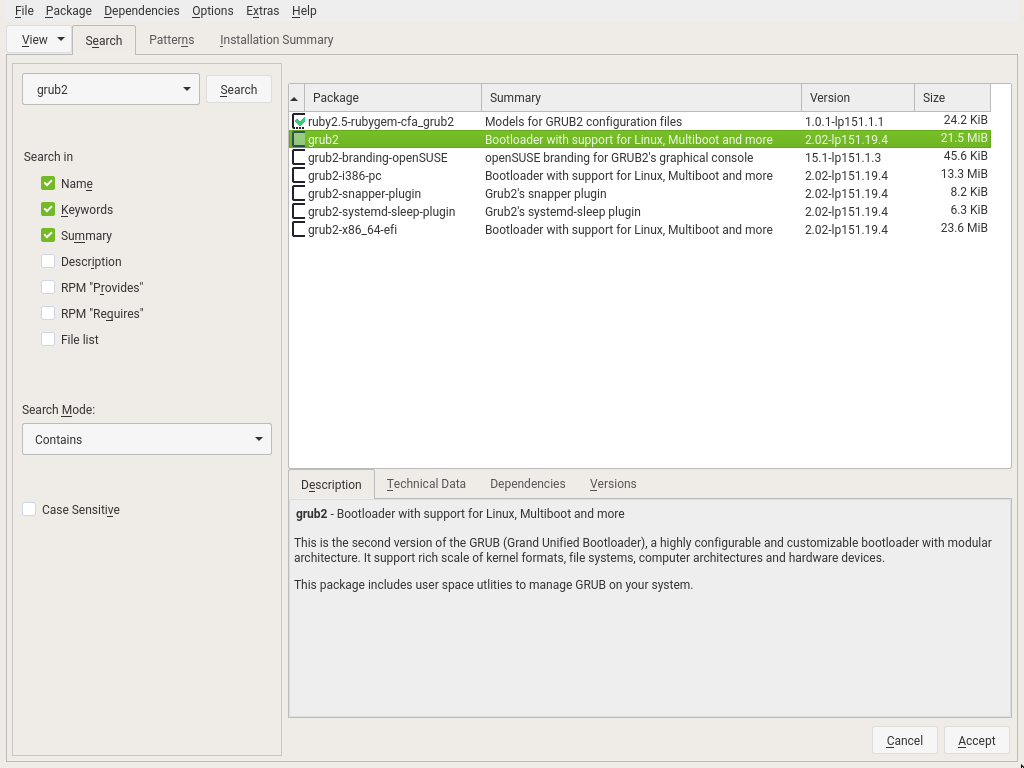 File Package Dependencies Options Extras Help
View Search Patterns Installation Summary
grub2 Search
Search in
Name
Keywords
Summary
Description
RPM "Provides"
RPM "Requires"
File list
Search Mode:
Contains
Case Sensitive
Package Summary Version Size
ruby2.5-rubygem-cfa_grub2 Models for GRUB2 configuration files 1.0.1-lp151.1.1 24.2 KiB
grub2 Bootloader with support for Linux, Multiboot and more 2.02-lp151.19.4 21.5 MiB
grub2-branding-openSUSE openSUSE branding for GRUB2's graphical console 15.1-lp151.1.3 45.6 KiB
grub2-i386-pc Bootloader with support for Linux, Multiboot and more 2.02-lp151.19.4 13.3 MiB
grub2-snapper-plugin Grub2's snapper plugin 2.02-lp151.19.4 8.2 KiB
grub2-systemd-sleep-plugin Grub2's systemd-sleep plugin 2.02-lp151.19.4 6.3 KiB
grub2-x86_64-efi Bootloader with support for Linux, Multiboot and more 2.02-lp151.19.4 23.6 MiB
Description Technical Data Dependencies Versions
grub2 - Bootloader with support for Linux, Multiboot and more
This is the second version of the GRUB (Grand Unified Bootloader), a highly configurable and customizable bootloader with modular
architecture. It support rich scale of kernel formats, file systems, computer architectures and hardware devices.
This package includes user space utlities to manage GRUB on your system.
Cancel Accept